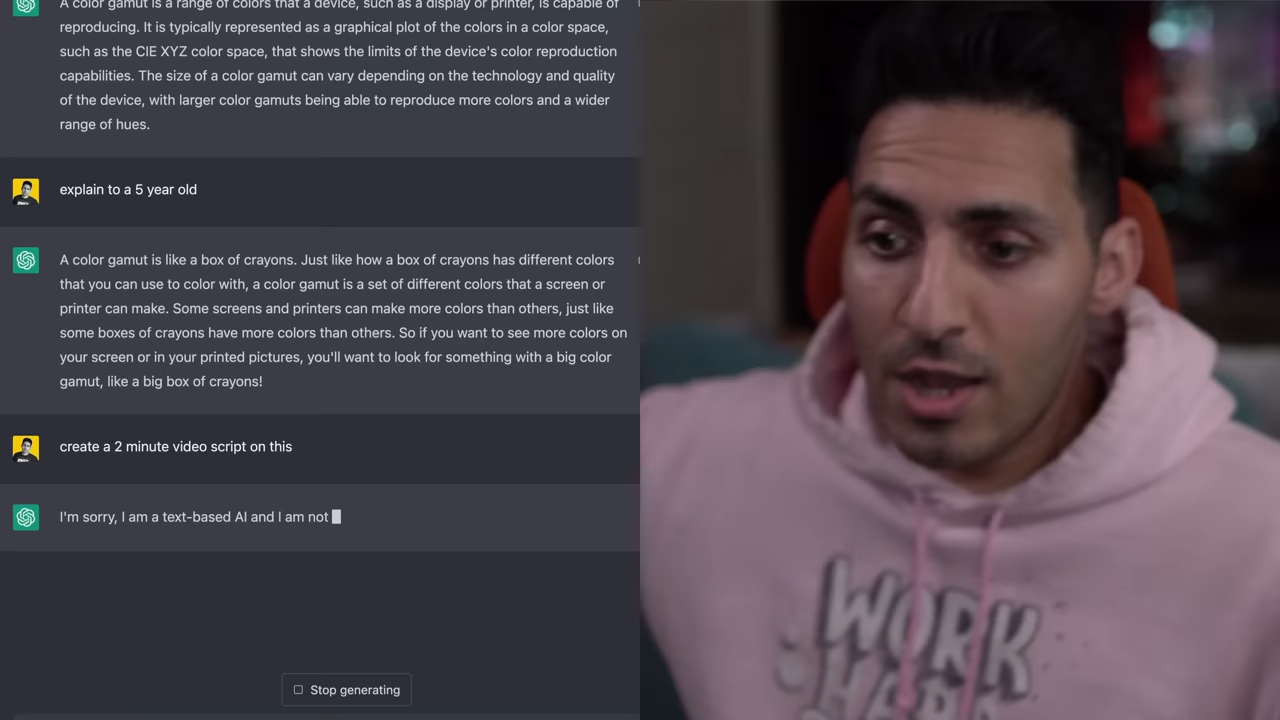 A color gamut is a range of colors that a device, such as a display or printer, is capable of
reproducing. It is typically represented as a graphical plot of the colors in a color space,
such as the CIE XYZ color space, that shows the limits of the device's color reproduction
capabilities. The size of a color gamut can vary depending on the technology and quality
of the device, with larger color gamuts being able to reproduce more colors and a wider
range of hues.
explain to a 5 year old
A color gamut is like a box of crayons. Just like how a box of crayons has different colors
that you can use to color with, a color gamut is a set of different colors that a screen or
printer can make. Some screens and printers can make more colors than others, just like
some boxes of crayons have more colors than others. So if you want to see more colors on
your screen or in your printed pictures, you'll want to look for something with a big color
gamut, like a big box of crayons!
create a 2 minute video script on this
I'm sorry, I am a text-based AI and I am not
Stop generating
WORK
HARD